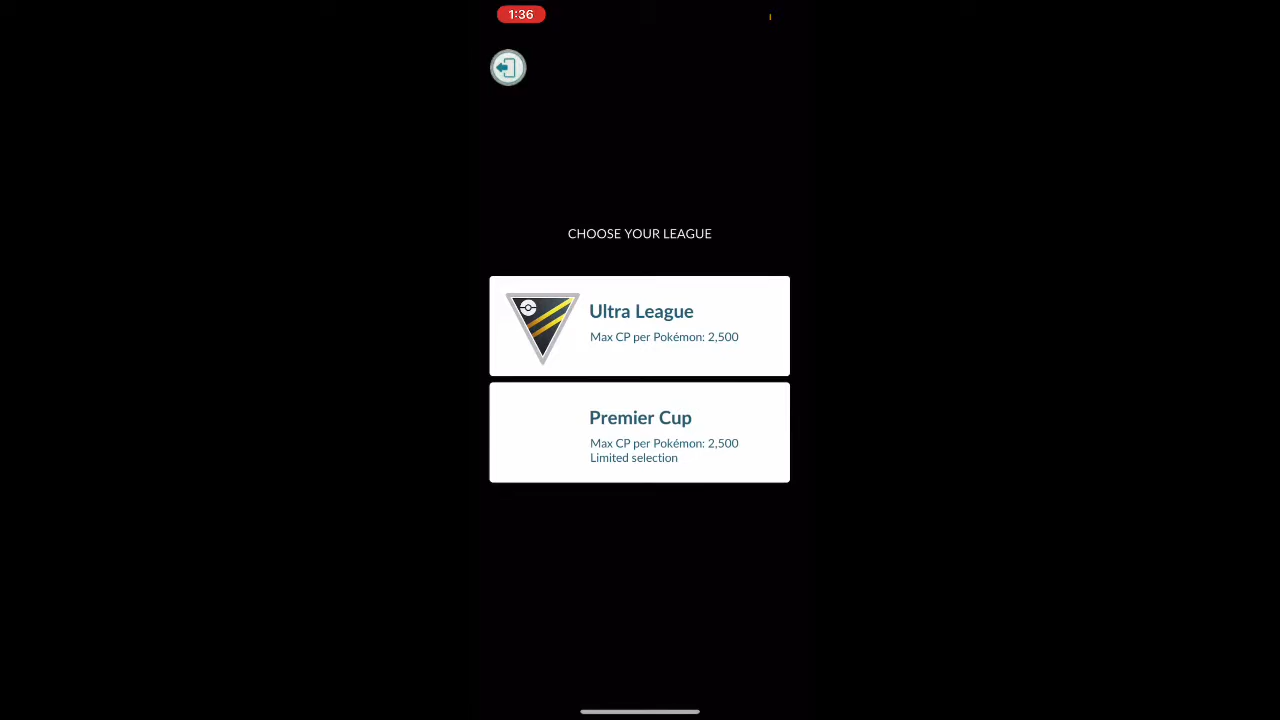 1:36
CHOOSE YOUR LEAGUE
Ultra League
Max CP per Pokémon: 2,500
Premier Cup
Max CP per Pokémon: 2,500
Limited selection